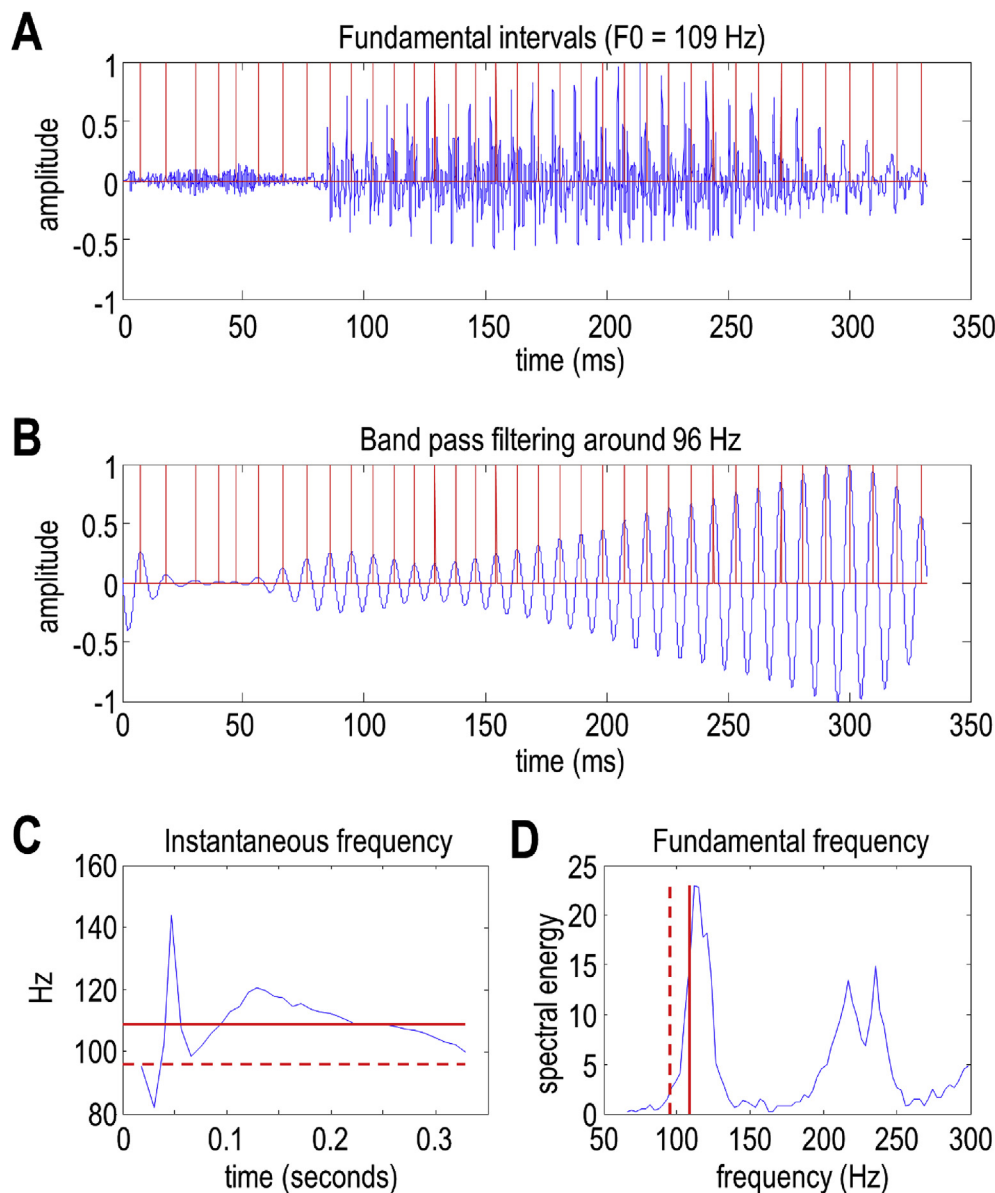 A
Fundamental intervals (F0 = 109 Hz)
amplitude
1
0.5
0
-0.5
-1
0 50 100 150 200 250 300 350
time (ms)
B
Band pass filtering around 96 Hz
amplitude
1
0.5
0
-0.5
-1
0 50 100 150 200 250 300 350
time (ms)
C
Instantaneous frequency
Hz
160
140
120
100
80
0 0.1 0.2 0.3
time (seconds)
D
Fundamental frequency
spectral energy
25
20
15
10
5
0
50 100 150 200 250 300
frequency (Hz)